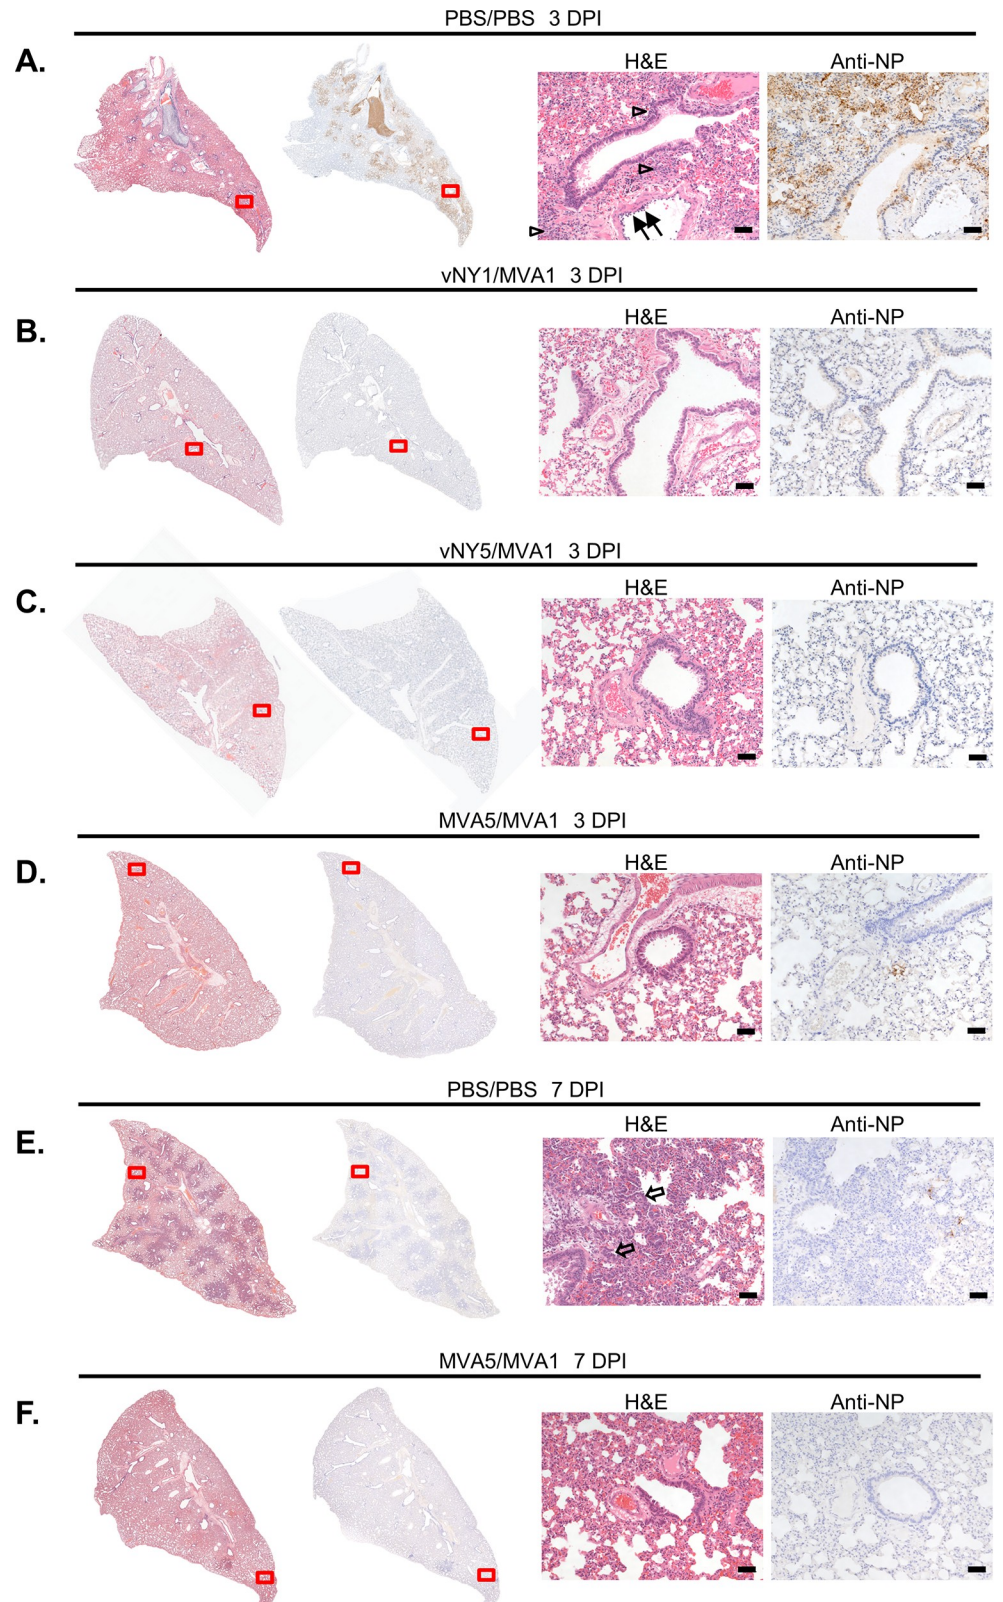 PBS/PBS 3 DPI
A.
H&E Anti-NP
vNY1/MVA1 3 DPI
B.
H&E Anti-NP
vNY5/MVA1 3 DPI
C.
H&E Anti-NP
MVA5/MVA1 3 DPI
D.
H&E Anti-NP
PBS/PBS 7 DPI
E.
H&E Anti-NP
MVA5/MVA1 7 DPI
F.
H&E Anti-NP